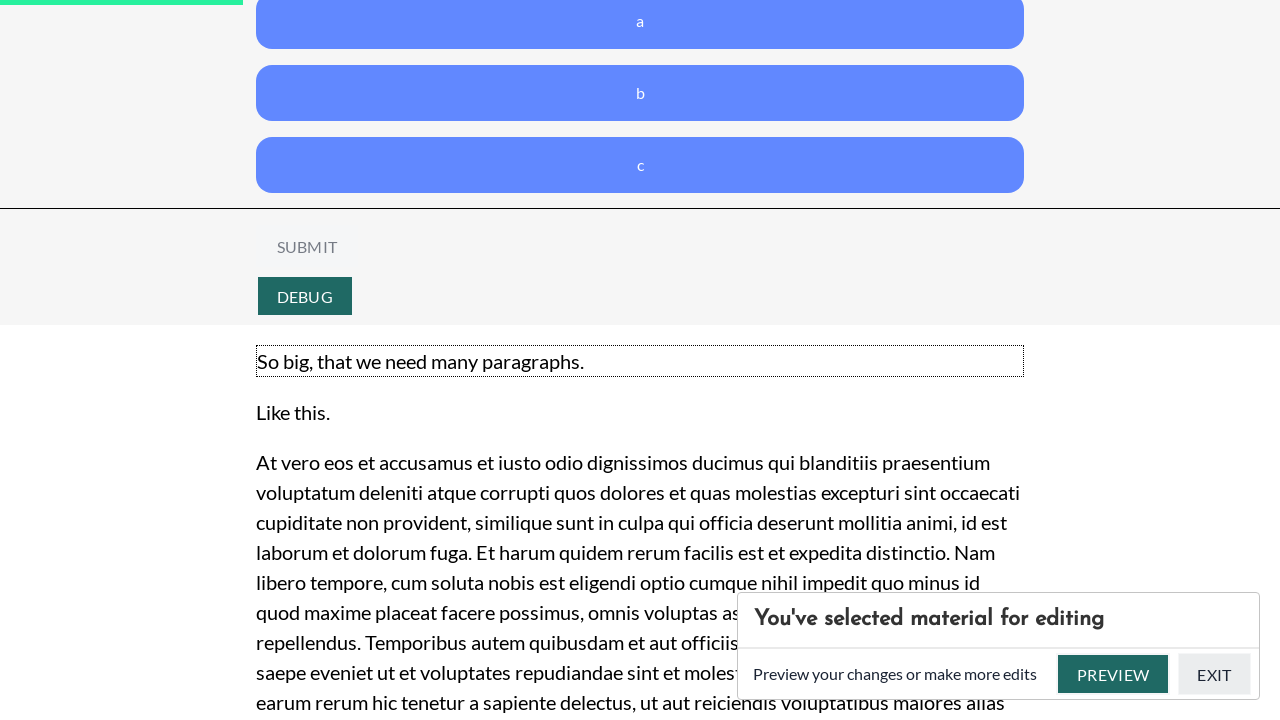 a
b
c
SUBMIT
DEBUG
So big, that we need many paragraphs.
Like this.
At vero eos et accusamus et iusto odio dignissimos ducimus qui blanditiis praesentium
voluptatum deleniti atque corrupti quos dolores et quas molestias excepturi sint occaecati
cupiditate non provident, similique sunt in culpa qui officia deserunt mollitia animi, id est
laborum et dolorum fuga. Et harum quidem rerum facilis est et expedita distinctio. Nam
libero tempore, cum soluta nobis est eligendi optio cumque nihil impedit quo minus id
quod maxime placeat facere possimus, omnis voluptas
repellendus. Temporibus autem quibusdam et aut officiis
saepe eveniet ut et voluptates repudiandae sint et
earum rerum hic tenetur a sapiente delectus, ut aut reiciendis voluptatibus maiores alias
You've selected material for editing
Preview your changes or make more edits
PREVIEW
EXIT